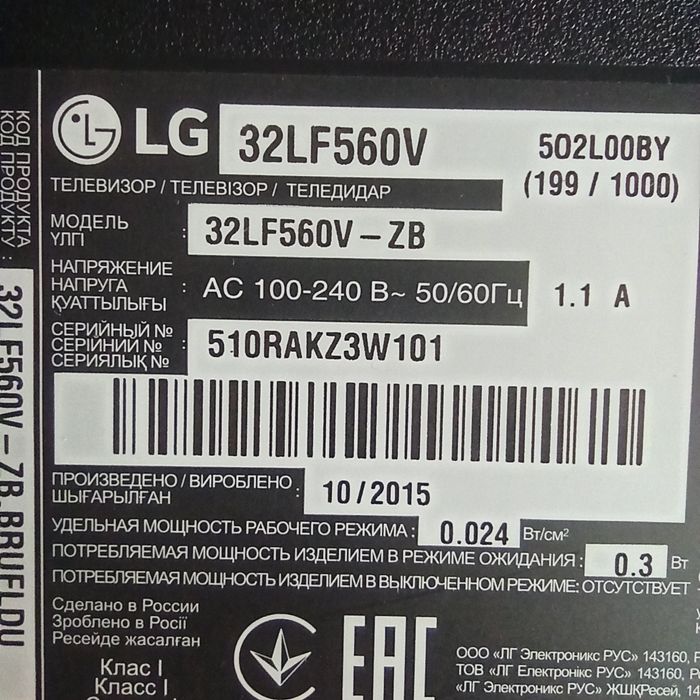 КОД ПРОДУКТА
КОД ПРОДУКТУ:
32LF560V-ZB.BRUFLDU
LG 32LF560V 502L00BY
ТЕЛЕВИЗОР / ТЕЛЕВІЗОР / ТЕЛЕДИДАР (199 / 1000)
МОДЕЛЬ
ҮЛГІ : 32LF560V-ZB
НАПРЯЖЕНИЕ
НАПРУГА : AC 100-240 В~ 50/60Гц 1.1 A
ҚУАТТЫЛЫҒЫ
СЕРИЙНЫЙ №
СЕРІЙНИЙ № : 510RAKZ3W101
СЕРИЯЛЫҚ №
ПРОИЗВЕДЕНО / ВИРОБЛЕНО :
ШЫҒАРЫЛҒАН 10/2015
УДЕЛЬНАЯ МОЩНОСТЬ РАБОЧЕГО РЕЖИМА : 0.024 Вт/см²
ПОТРЕБЛЯЕМАЯ МОЩНОСТЬ ИЗДЕЛИЕМ В РЕЖИМЕ ОЖИДАНИЯ : 0.3 Вт
ПОТРЕБЛЯЕМАЯ МОЩНОСТЬ ИЗДЕЛИЕМ В ВЫКЛЮЧЕННОМ РЕЖИМЕ: ОТСУТСТВУЕТ
Сделано в России
Зроблено в Росії
Ресейде жасалған
Клас I
Класс I
EAC
ООО «ЛГ Электроникс РУС» 143160,
ТОВ «ЛГ Електронікс РУС» 143160,
«ЛГ Электроникс РУС» ЖШҚРесей,